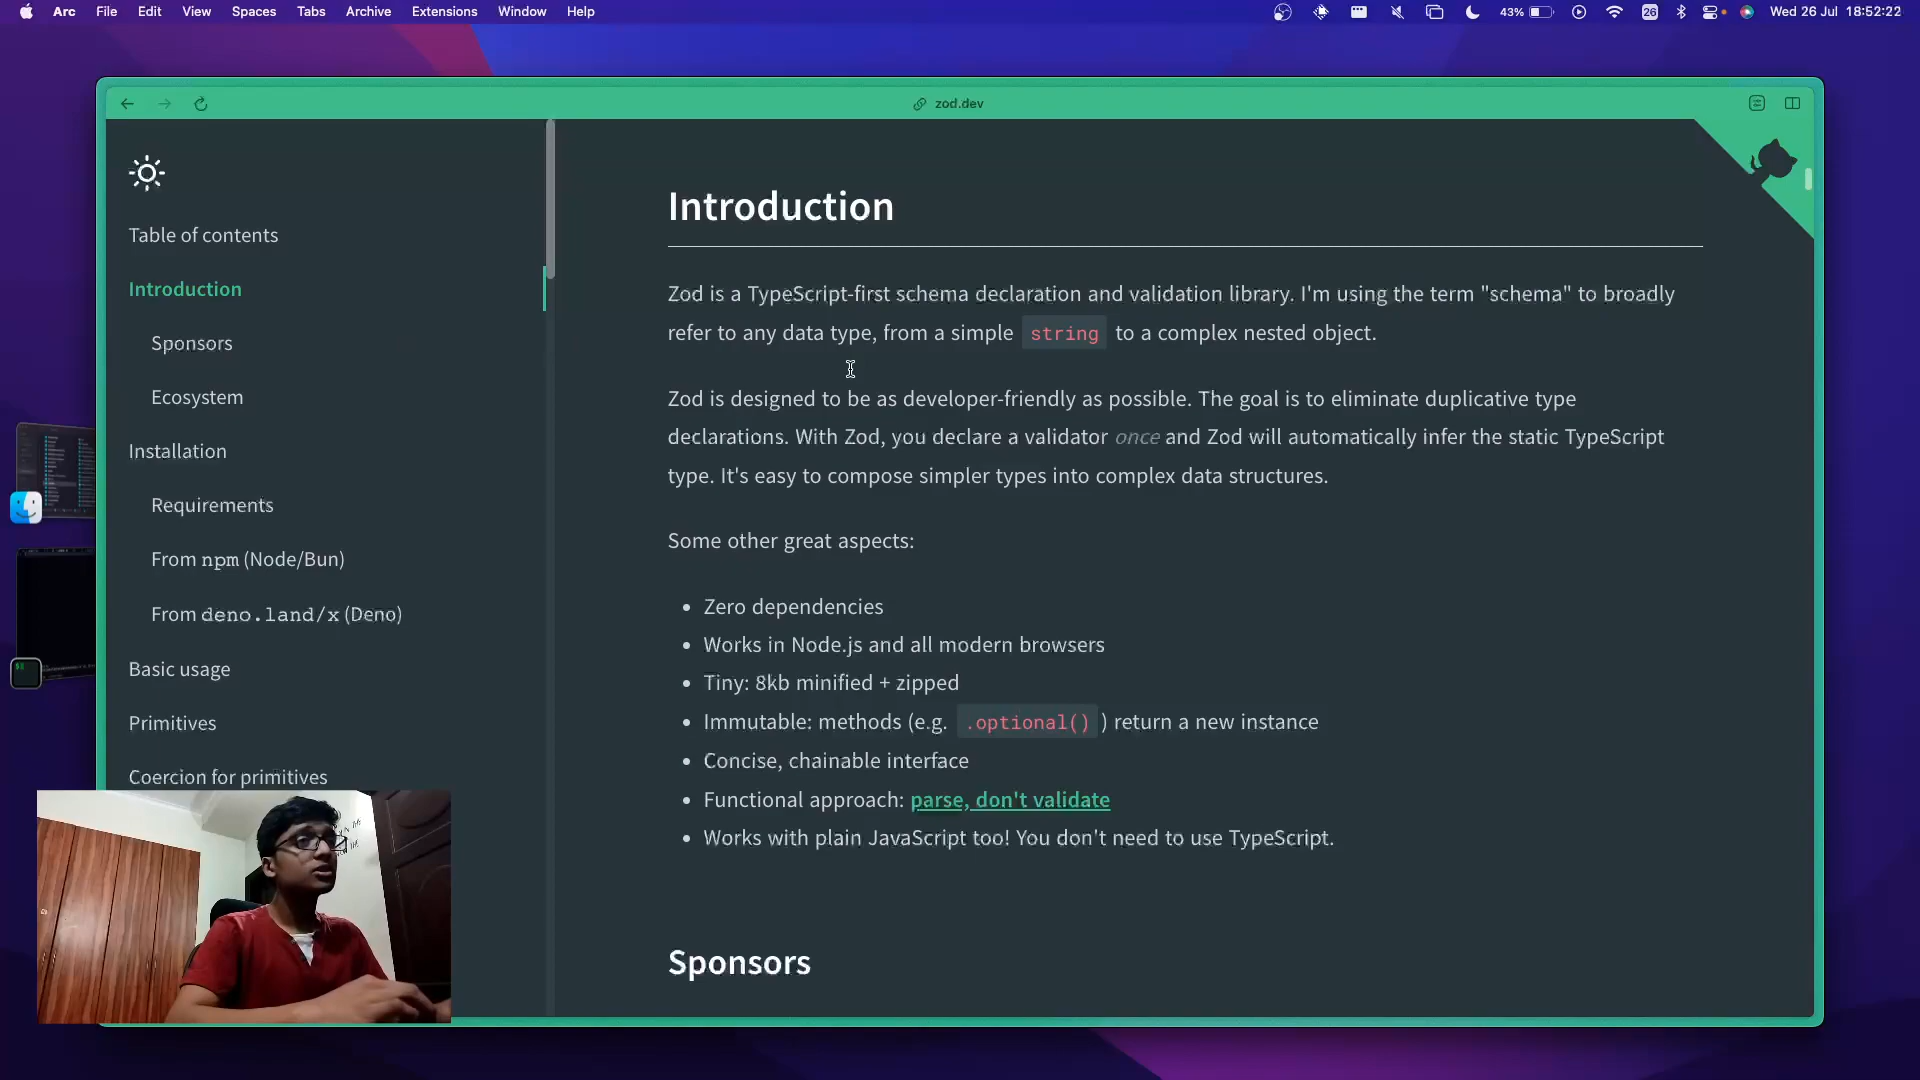 Arc File Edit View Spaces Tabs Archive Extensions Window Help 43% 26 Wed 26 Jul 18:52:22
zod.dev
Table of contents
Introduction
Sponsors
Ecosystem
Installation
Requirements
From npm (Node/Bun)
From deno.land/x (Deno)
Basic usage
Primitives
Coercion for primitives
Introduction
Zod is a TypeScript-first schema declaration and validation library. I'm using the term "schema" to broadly
refer to any data type, from a simple string to a complex nested object.
Zod is designed to be as developer-friendly as possible. The goal is to eliminate duplicative type
declarations. With Zod, you declare a validator once and Zod will automatically infer the static TypeScript
type. It's easy to compose simpler types into complex data structures.
Some other great aspects:
• Zero dependencies
• Works in Node.js and all modern browsers
• Tiny: 8kb minified + zipped
• Immutable: methods (e.g. .optional() ) return a new instance
• Concise, chainable interface
• Functional approach: parse, don't validate
• Works with plain JavaScript too! You don't need to use TypeScript.
Sponsors